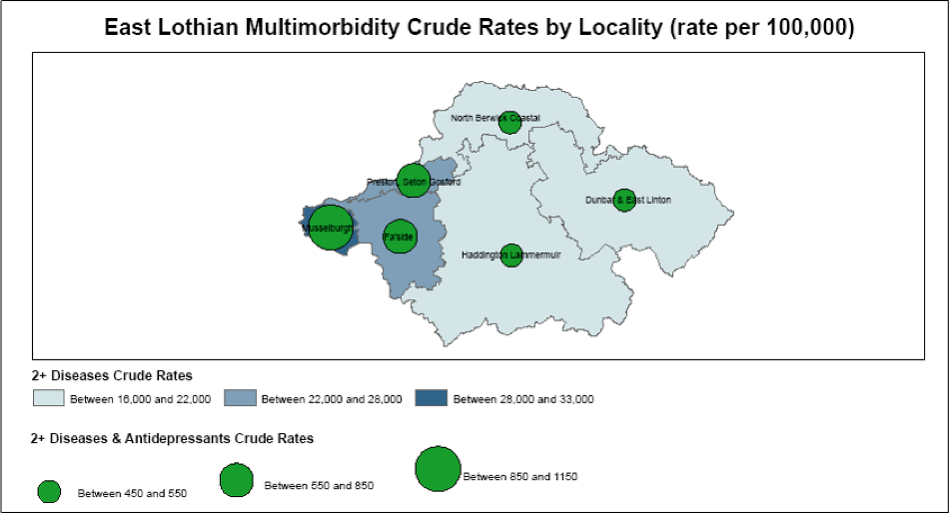 East Lothian Multimorbidity Crude Rates by Locality (rate per 100,000)
North Berwick Coastal
Preston, Seton Gosford
Dunbar & East Linton
Musselburgh
Fa'side
Haddington Lammermuir
2+ Diseases Crude Rates
Between 16,000 and 22,000
Between 22,000 and 28,000
Between 28,000 and 33,000
2+ Diseases & Antidepressants Crude Rates
Between 850 and 1150
Between 550 and 850
Between 450 and 550